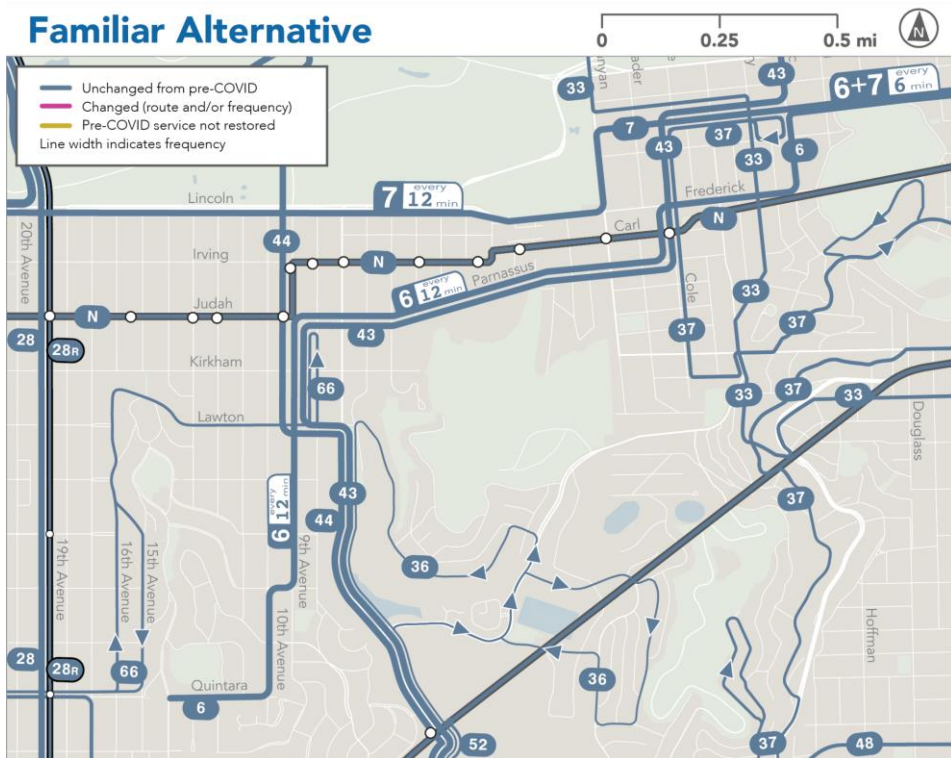 Familiar Alternative
0 0.25 0.5 mi
N
Unchanged from pre-COVID
Changed (route and/or frequency)
Pre-COVID service not restored
Line width indicates frequency
33
43
6+7 every 6 min
7
37
43
33
6
Lincoln
7 every 12 min
Frederick
20th Avenue
44
Carl
N
Irving
N
Parnassus
6 every 12 min
Cole
33
Judah
N
43
37
37
28
28R
Kirkham
66
33
37
33
Lawton
Douglass
6 every 12 min
43
44
37
19th Avenue
16th Avenue
15th Avenue
9th Avenue
36
10th Avenue
Hoffman
28
28R
66
36
Quintara
6
52
37
48